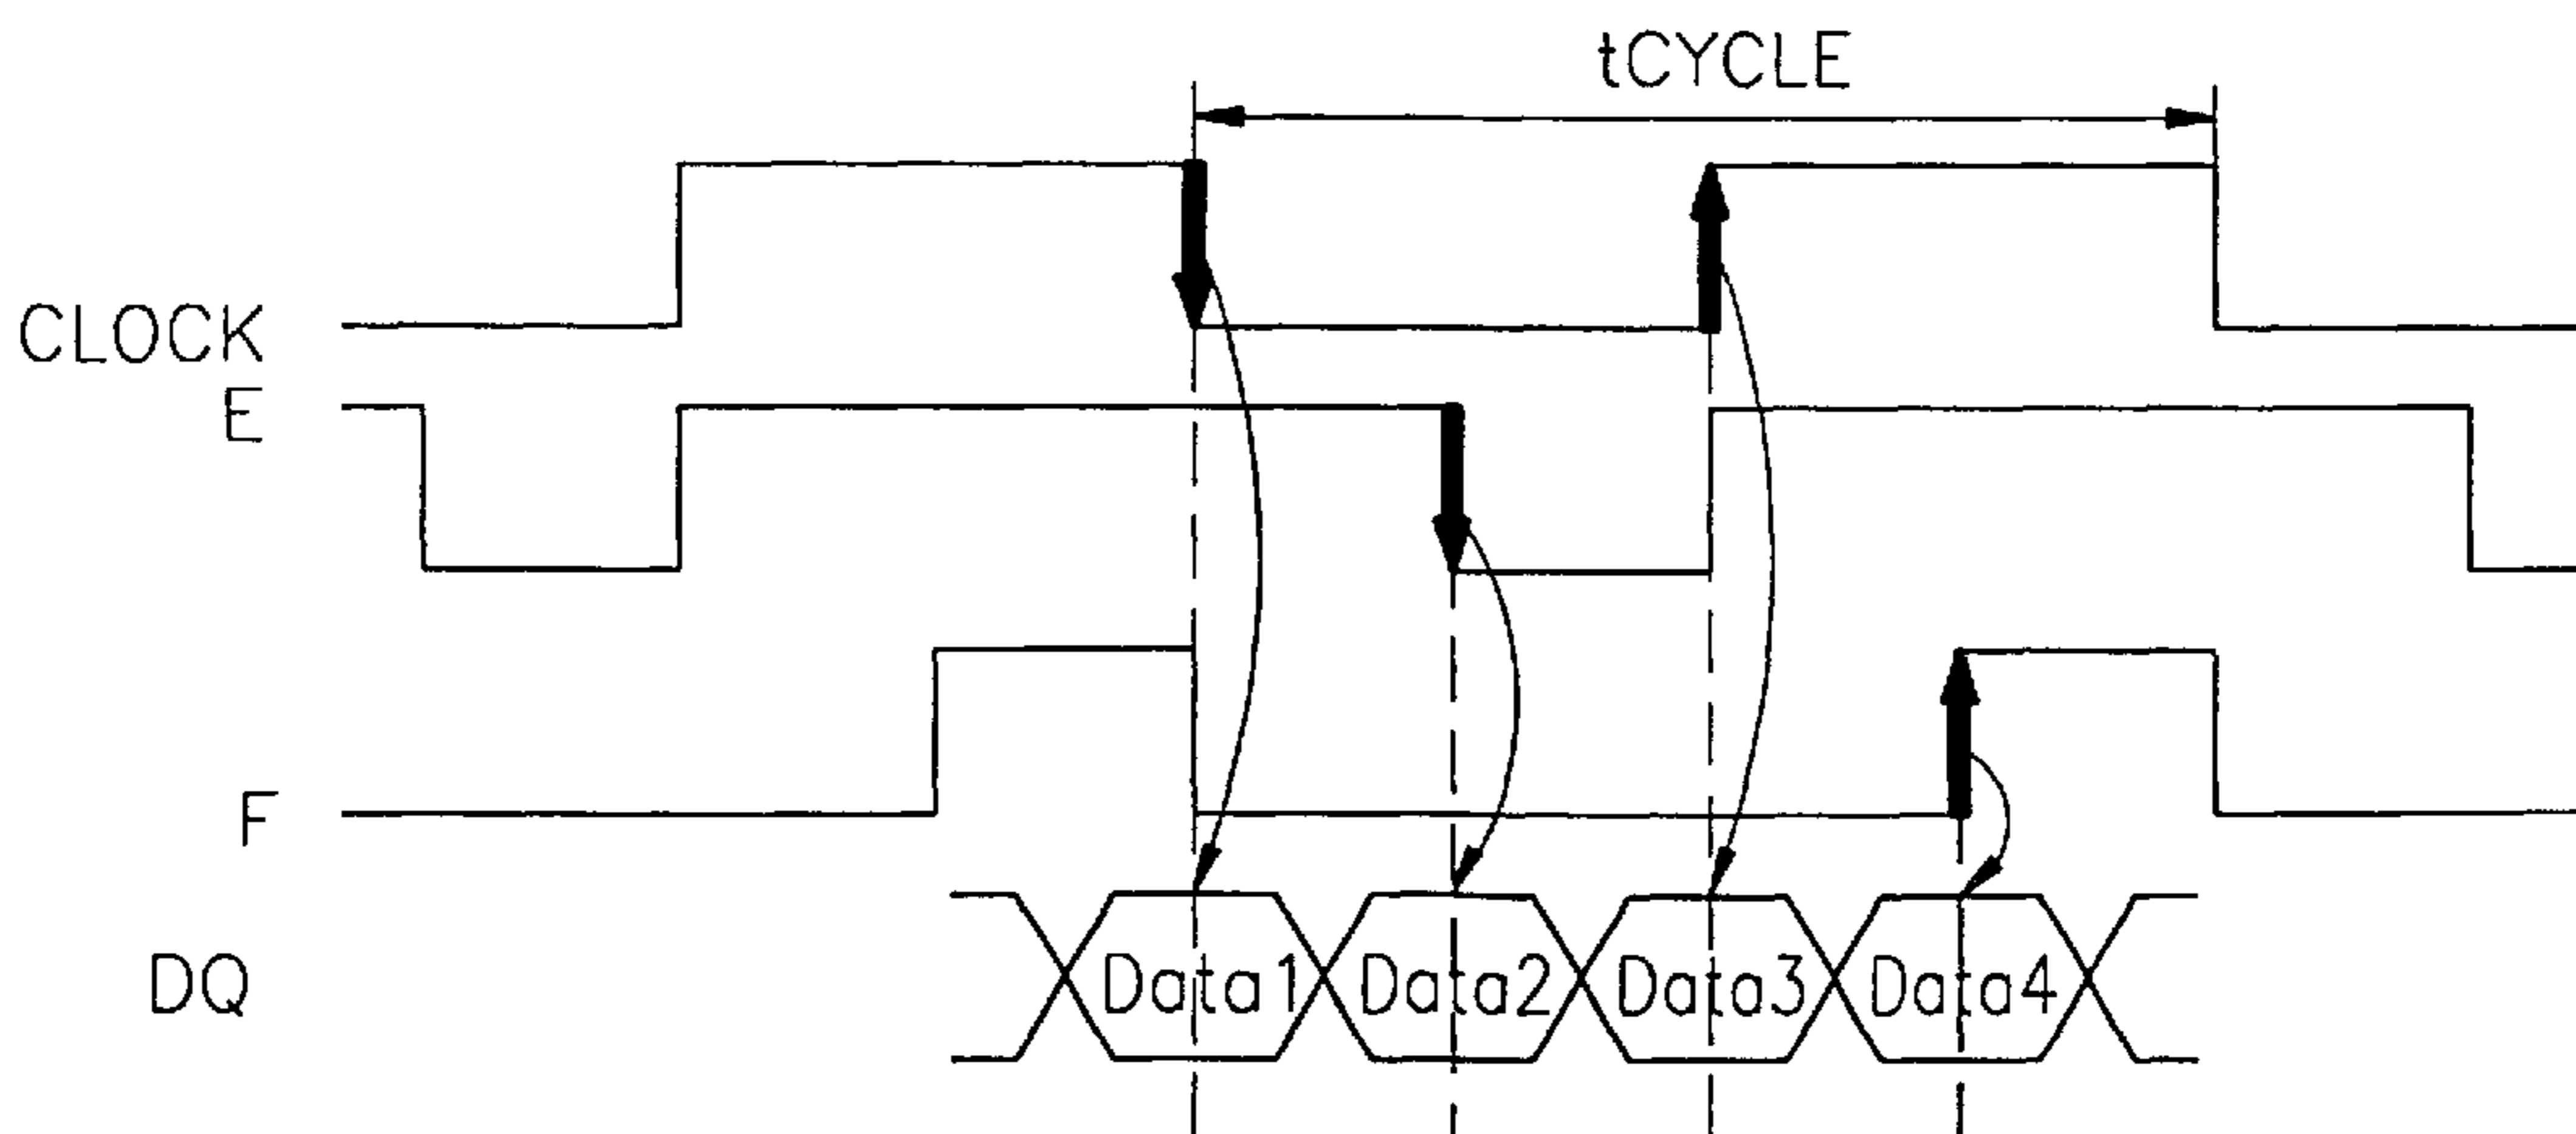 tCYCLE
CLOCK
E
F
DQ
Data1 Data2 Data3 Data4